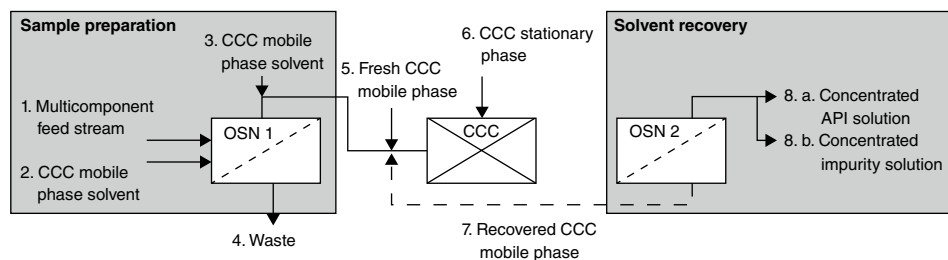 Sample preparation
3. CCC mobile
phase solvent
1. Multicomponent
feed stream
OSN 1
2. CCC mobile
phase solvent
4. Waste
5. Fresh CCC
mobile phase
6. CCC stationary
phase
CCC
7. Recovered CCC
mobile phase
Solvent recovery
OSN 2
8. a. Concentrated
API solution
8. b. Concentrated
impurity solution